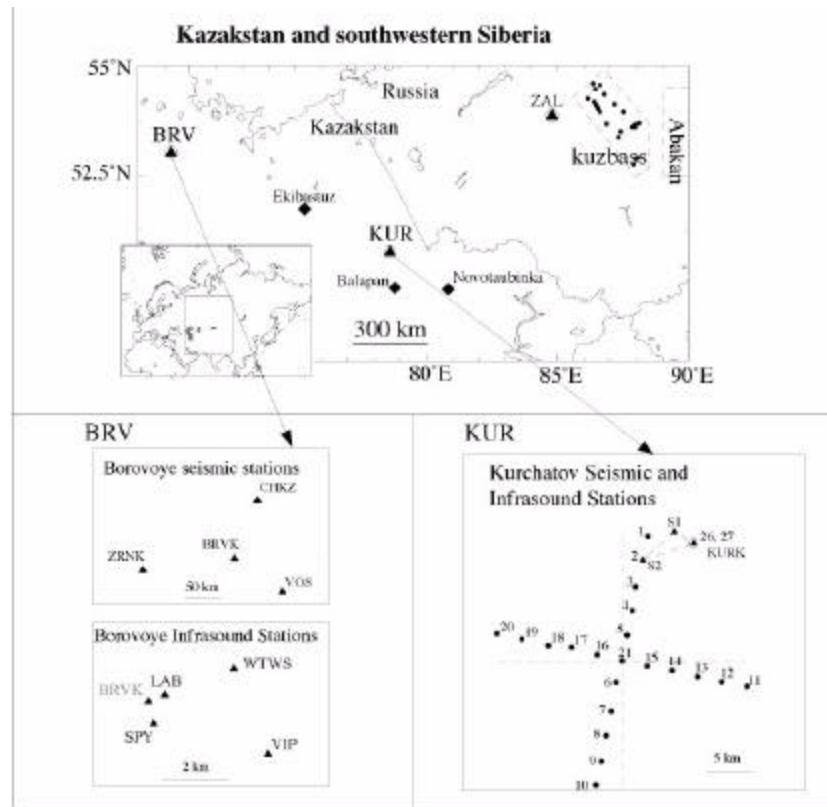 Kazakstan and southwestern Siberia
55°N
Russia
ZAL
BRV
Kazakstan
Abakan
kuzbass
52.5°N
Ekibastuz
KUR
Balapan
Novotaubinka
300 km
80°E
85°E
90°E
BRV
Borovoye seismic stations
CHKZ
BRVK
ZRNK
50 km
VOS
Borovoye Infrasound Stations
WTWS
LAB
BRVK
SPY
VIP
2 km
KUR
Kurchatov Seismic and
Infrasound Stations
S1
1
26, 27
KURK
2
S2
3
4
5
20
19
18
17
16
21
15
14
13
12
11
6
7
8
9
10
5 km